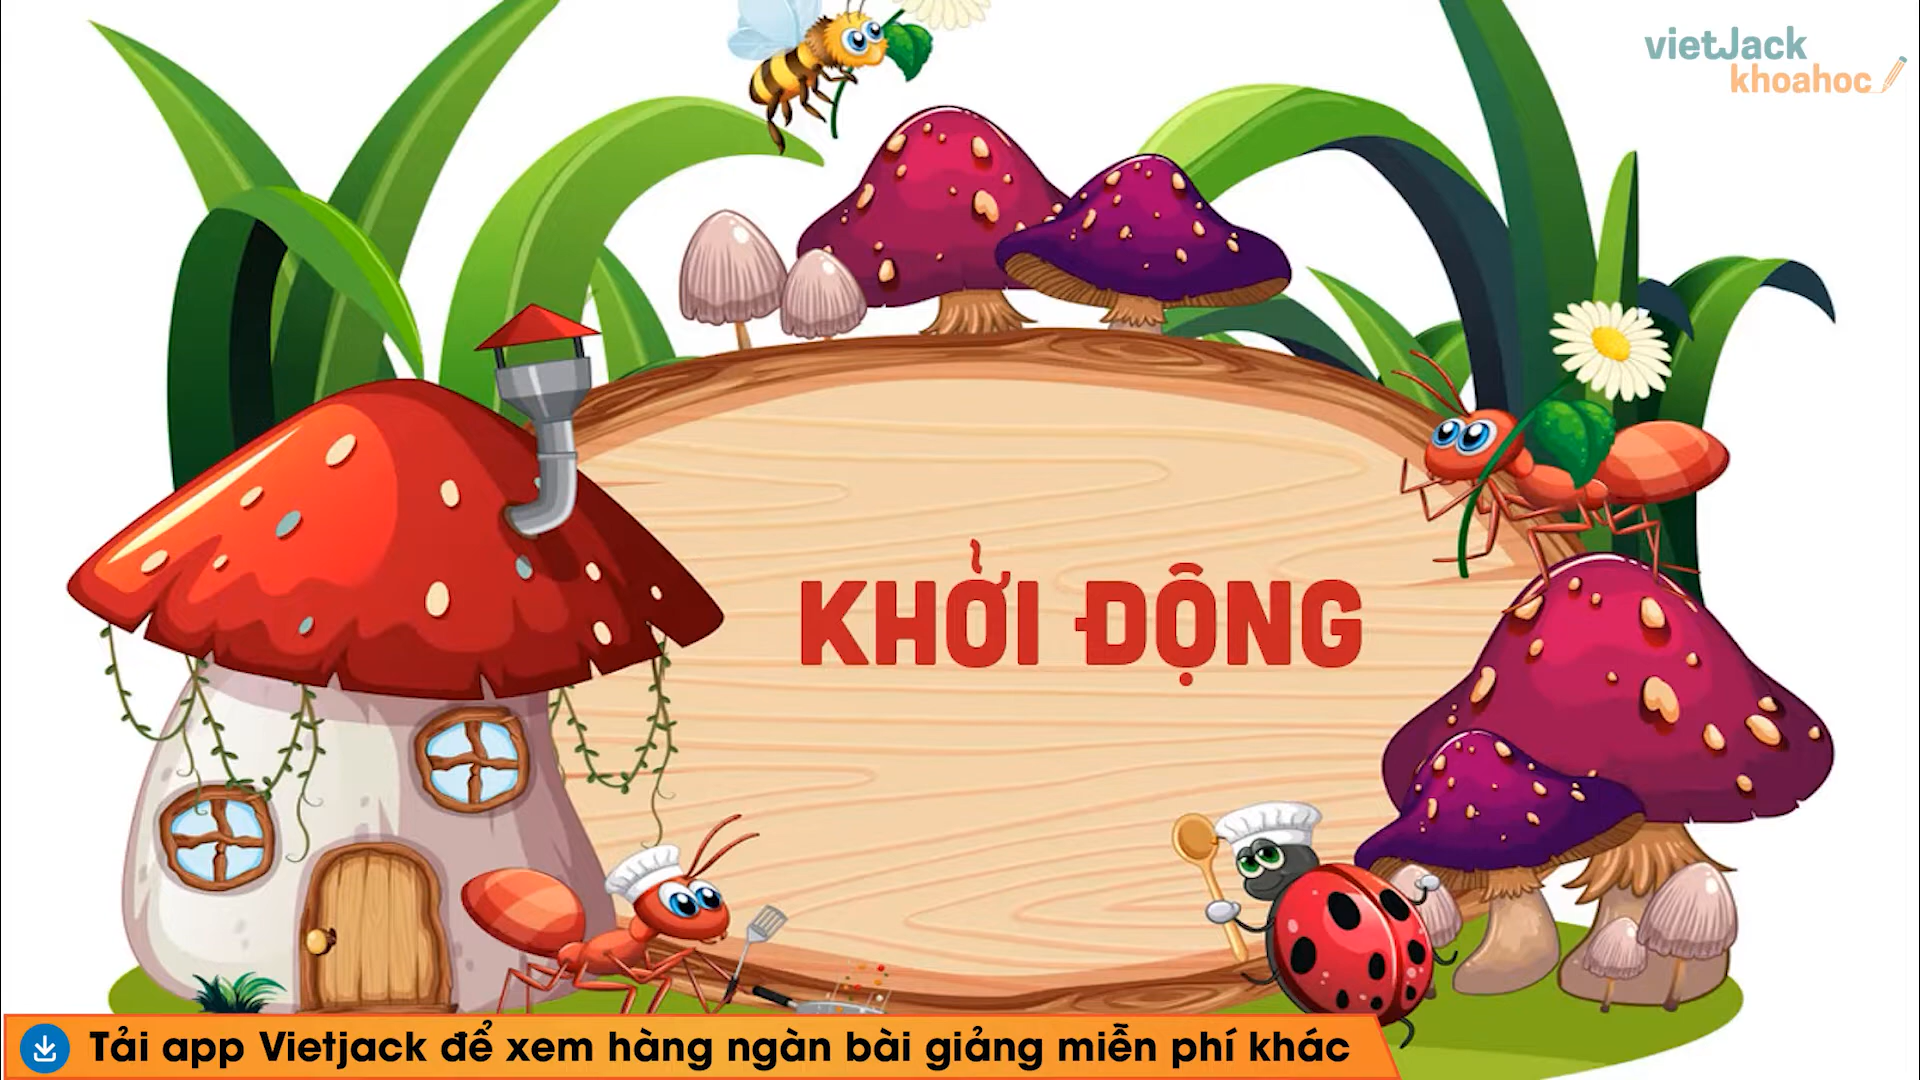 vietJack
khoahoc
KHỞI ĐỘNG
Tải app Vietjack để xem hàng ngàn bài giảng miễn phí khác